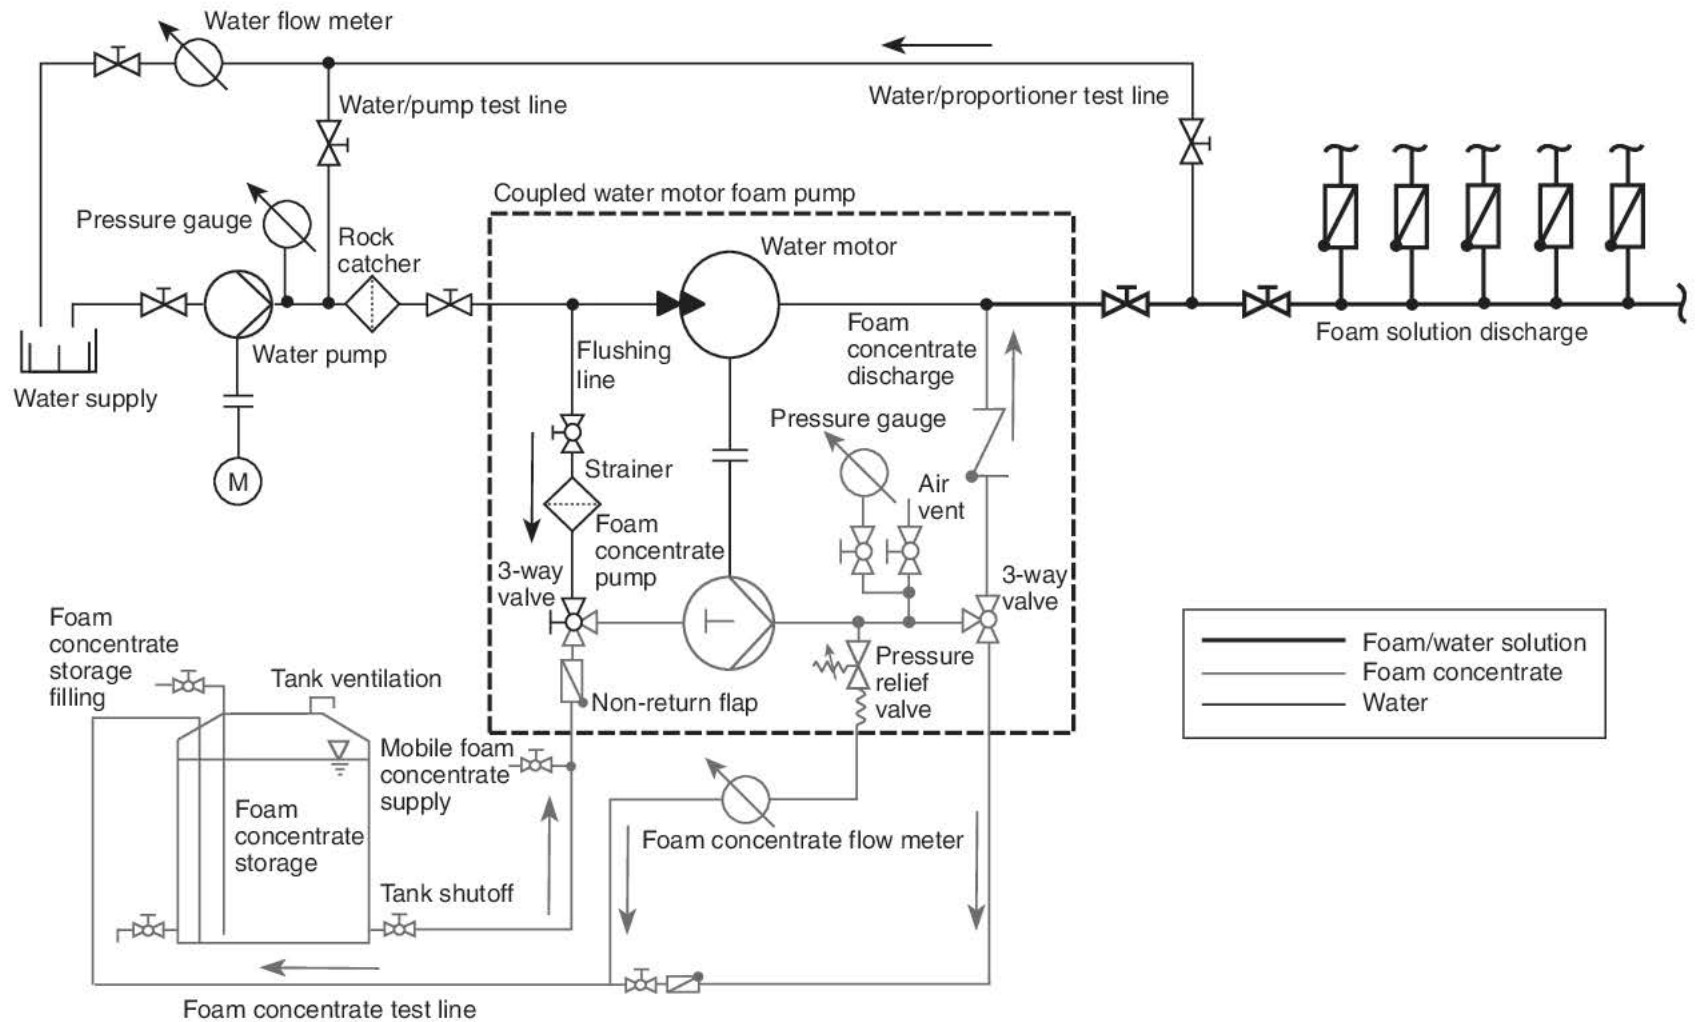 Water flow meter
Water/pump test line
Water/proportioner test line
Pressure gauge
Rock
catcher
Coupled water motor foam pump
Water motor
Water pump
Water supply
M
Flushing
line
Foam
concentrate
discharge
Foam solution discharge
Pressure gauge
Strainer
Air
vent
Foam
concentrate
pump
3-way
valve
3-way
valve
Foam
concentrate
storage
filling
Tank ventilation
Pressure
relief
valve
Non-return flap
Foam/water solution
Foam concentrate
Water
Mobile foam
concentrate
supply
Foam
concentrate
storage
Foam concentrate flow meter
Tank shutoff
Foam concentrate test line